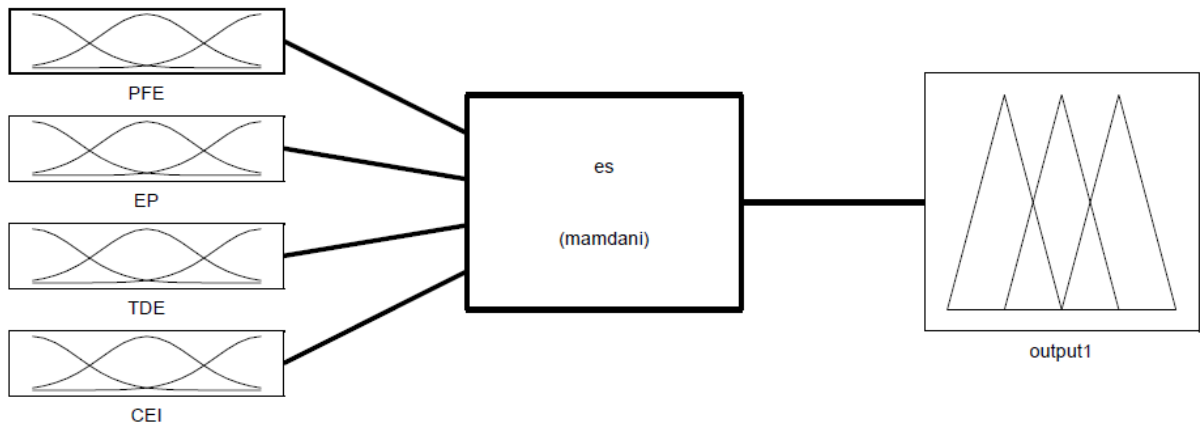 PFE
EP
TDE
CEI
es
(mamdani)
output1